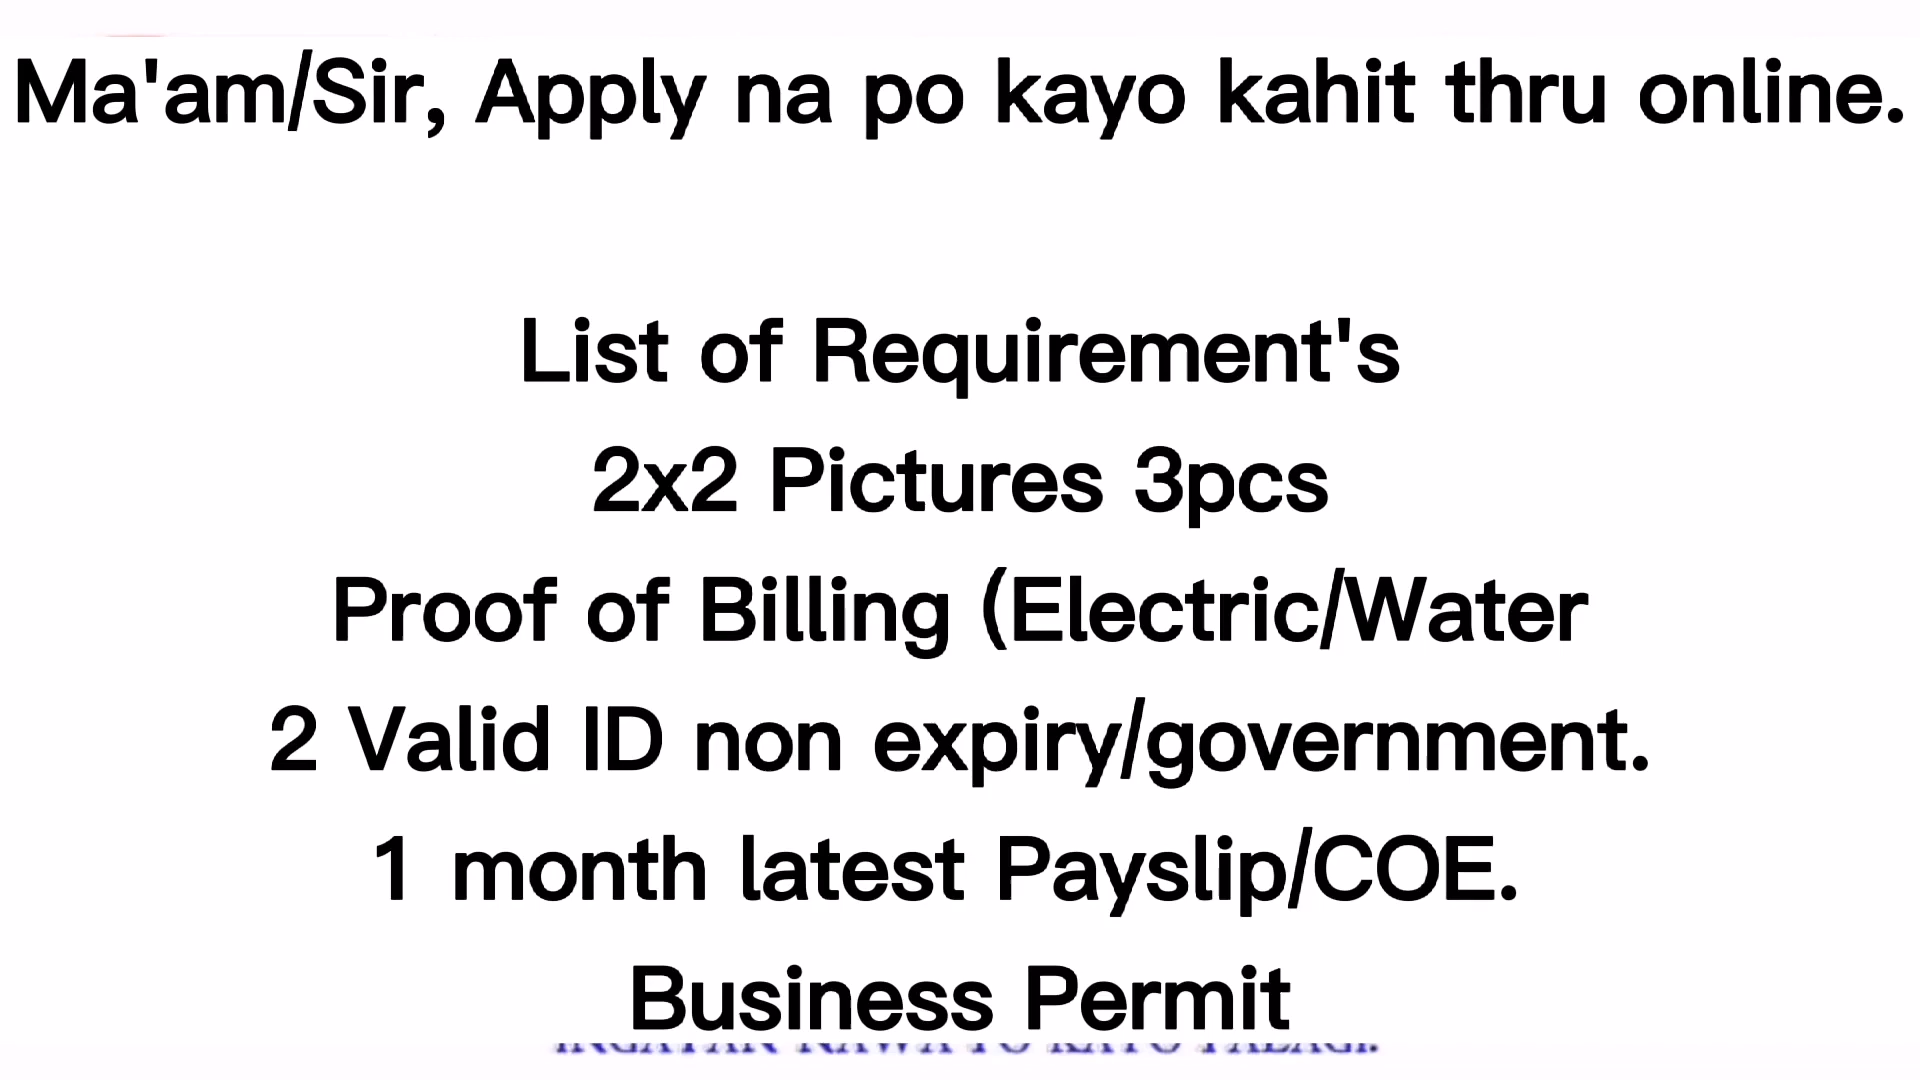 Ma'am/Sir, Apply na po kayo kahit thru online.
List of Requirement's
2x2 Pictures 3pcs
Proof of Billing (Electric/Water
2 Valid ID non expiry/government.
1 month latest Payslip/COE.
Business Permit